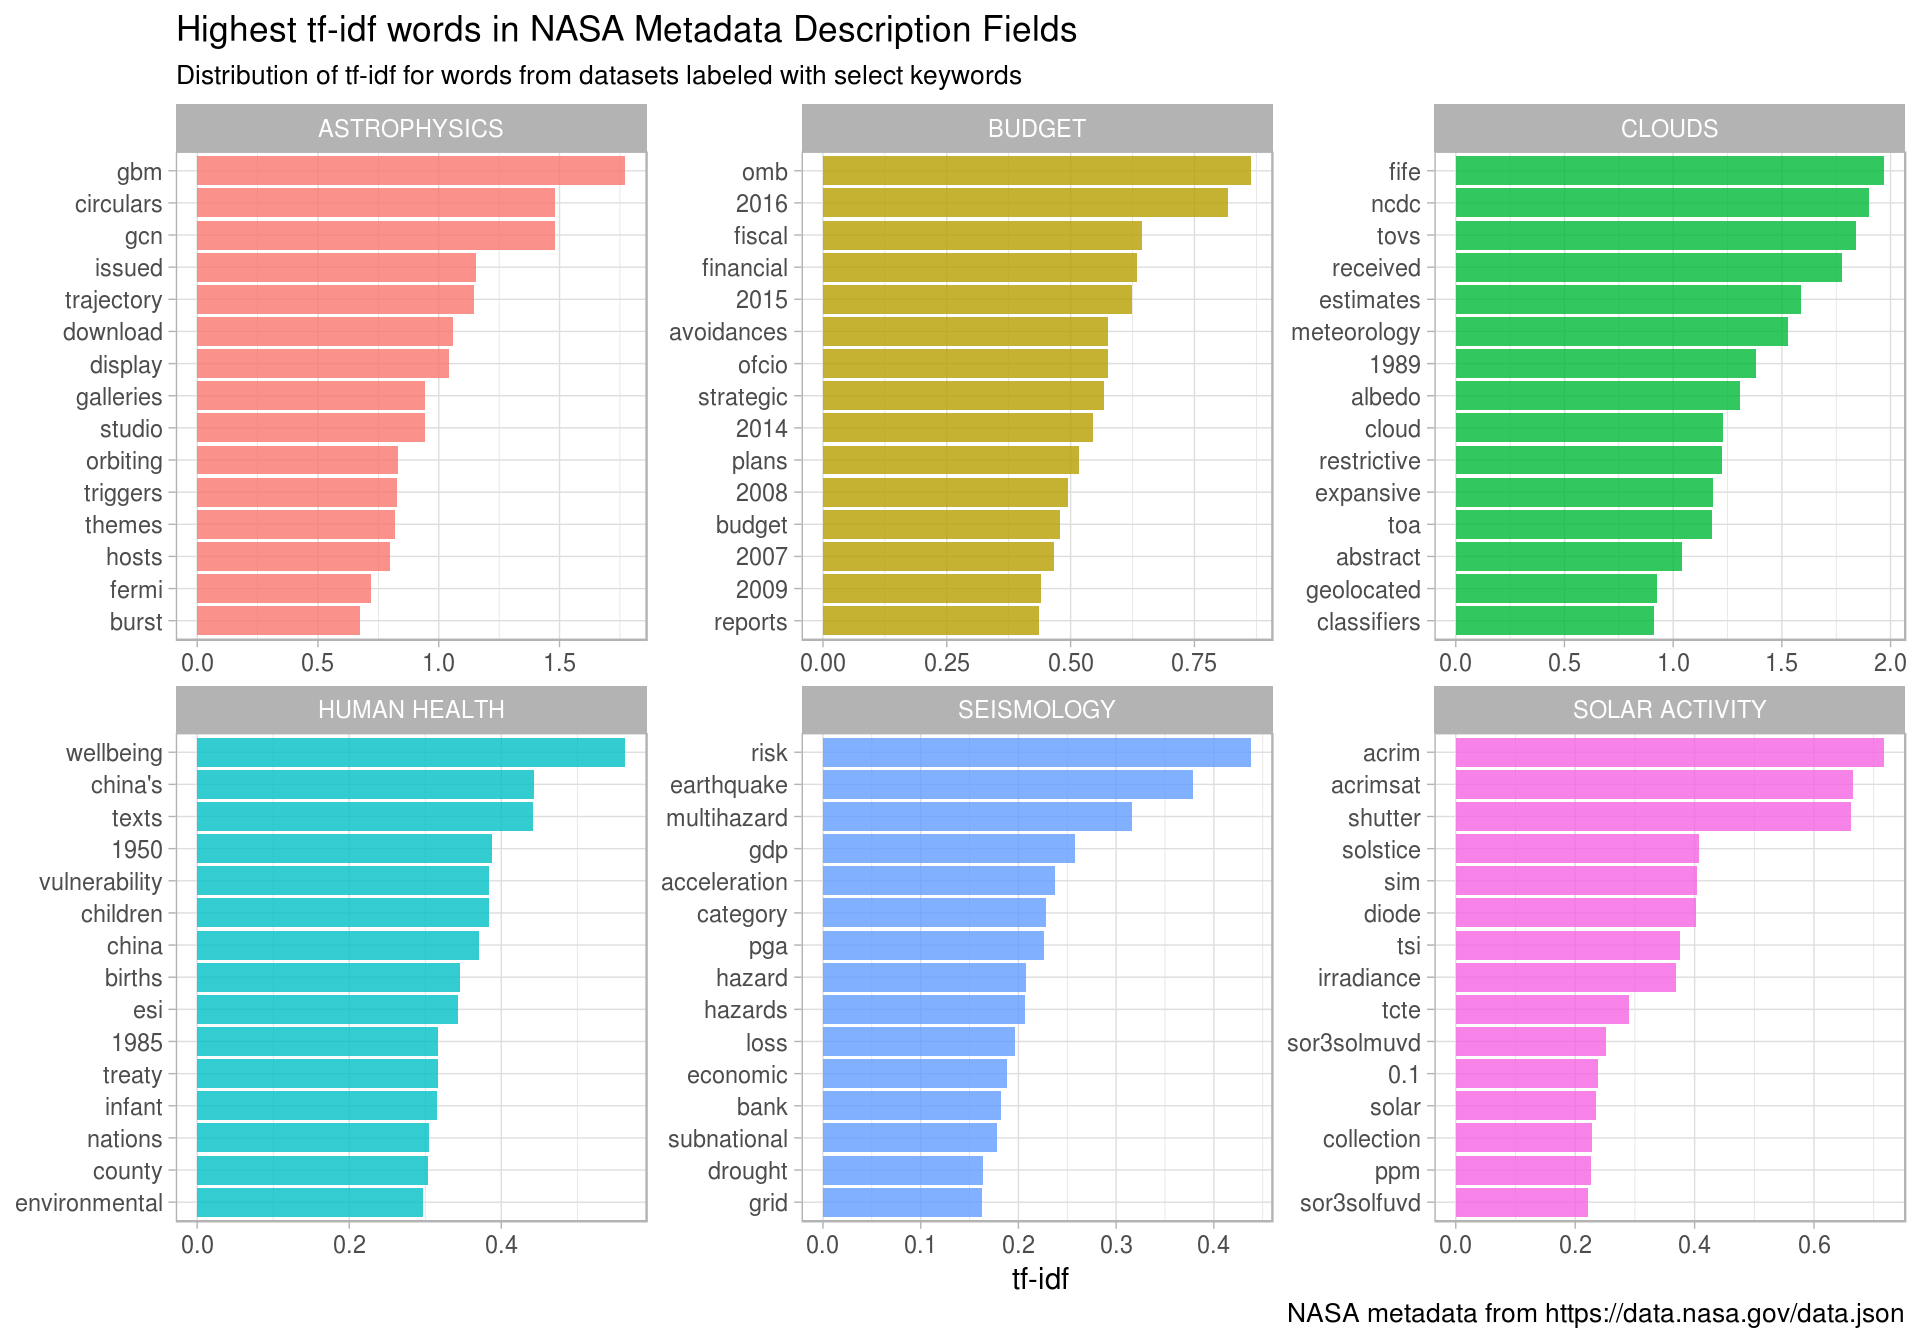 Highest tf-idf words in NASA Metadata Description Fields
Distribution of tf-idf for words from datasets labeled with select keywords
ASTROPHYSICS
gbm
circulars
gcn
issued
trajectory
download
display
galleries
studio
orbiting
triggers
themes
hosts
fermi
burst
0.0 0.5 1.0 1.5
BUDGET
omb
2016
fiscal
financial
2015
avoidances
ofcio
strategic
2014
plans
2008
budget
2007
2009
reports
0.00 0.25 0.50 0.75
CLOUDS
fife
ncdc
tovs
received
estimates
meteorology
1989
albedo
cloud
restrictive
expansive
toa
abstract
geolocated
classifiers
0.0 0.5 1.0 1.5 2.0
HUMAN HEALTH
wellbeing
china's
texts
1950
vulnerability
children
china
births
esi
1985
treaty
infant
nations
county
environmental
0.0 0.2 0.4
SEISMOLOGY
risk
earthquake
multihazard
gdp
acceleration
category
pga
hazard
hazards
loss
economic
bank
subnational
drought
grid
0.0 0.1 0.2 0.3 0.4
SOLAR ACTIVITY
acrim
acrimsat
shutter
solstice
sim
diode
tsi
irradiance
tcte
sor3solmuvd
0.1
solar
collection
ppm
sor3solfuvd
0.0 0.2 0.4 0.6
tf-idf
NASA metadata from https://data.nasa.gov/data.json